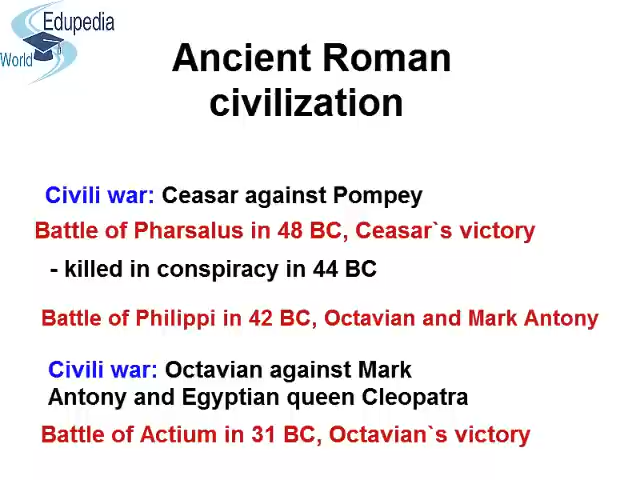 Edupedia
World
Ancient Roman
civilization
Civili war: Ceasar against Pompey
Battle of Pharsalus in 48 BC, Ceasar`s victory
- killed in conspiracy in 44 BC
Battle of Philippi in 42 BC, Octavian and Mark Antony
Civili war: Octavian against Mark
Antony and Egyptian queen Cleopatra
Battle of Actium in 31 BC, Octavian`s victory